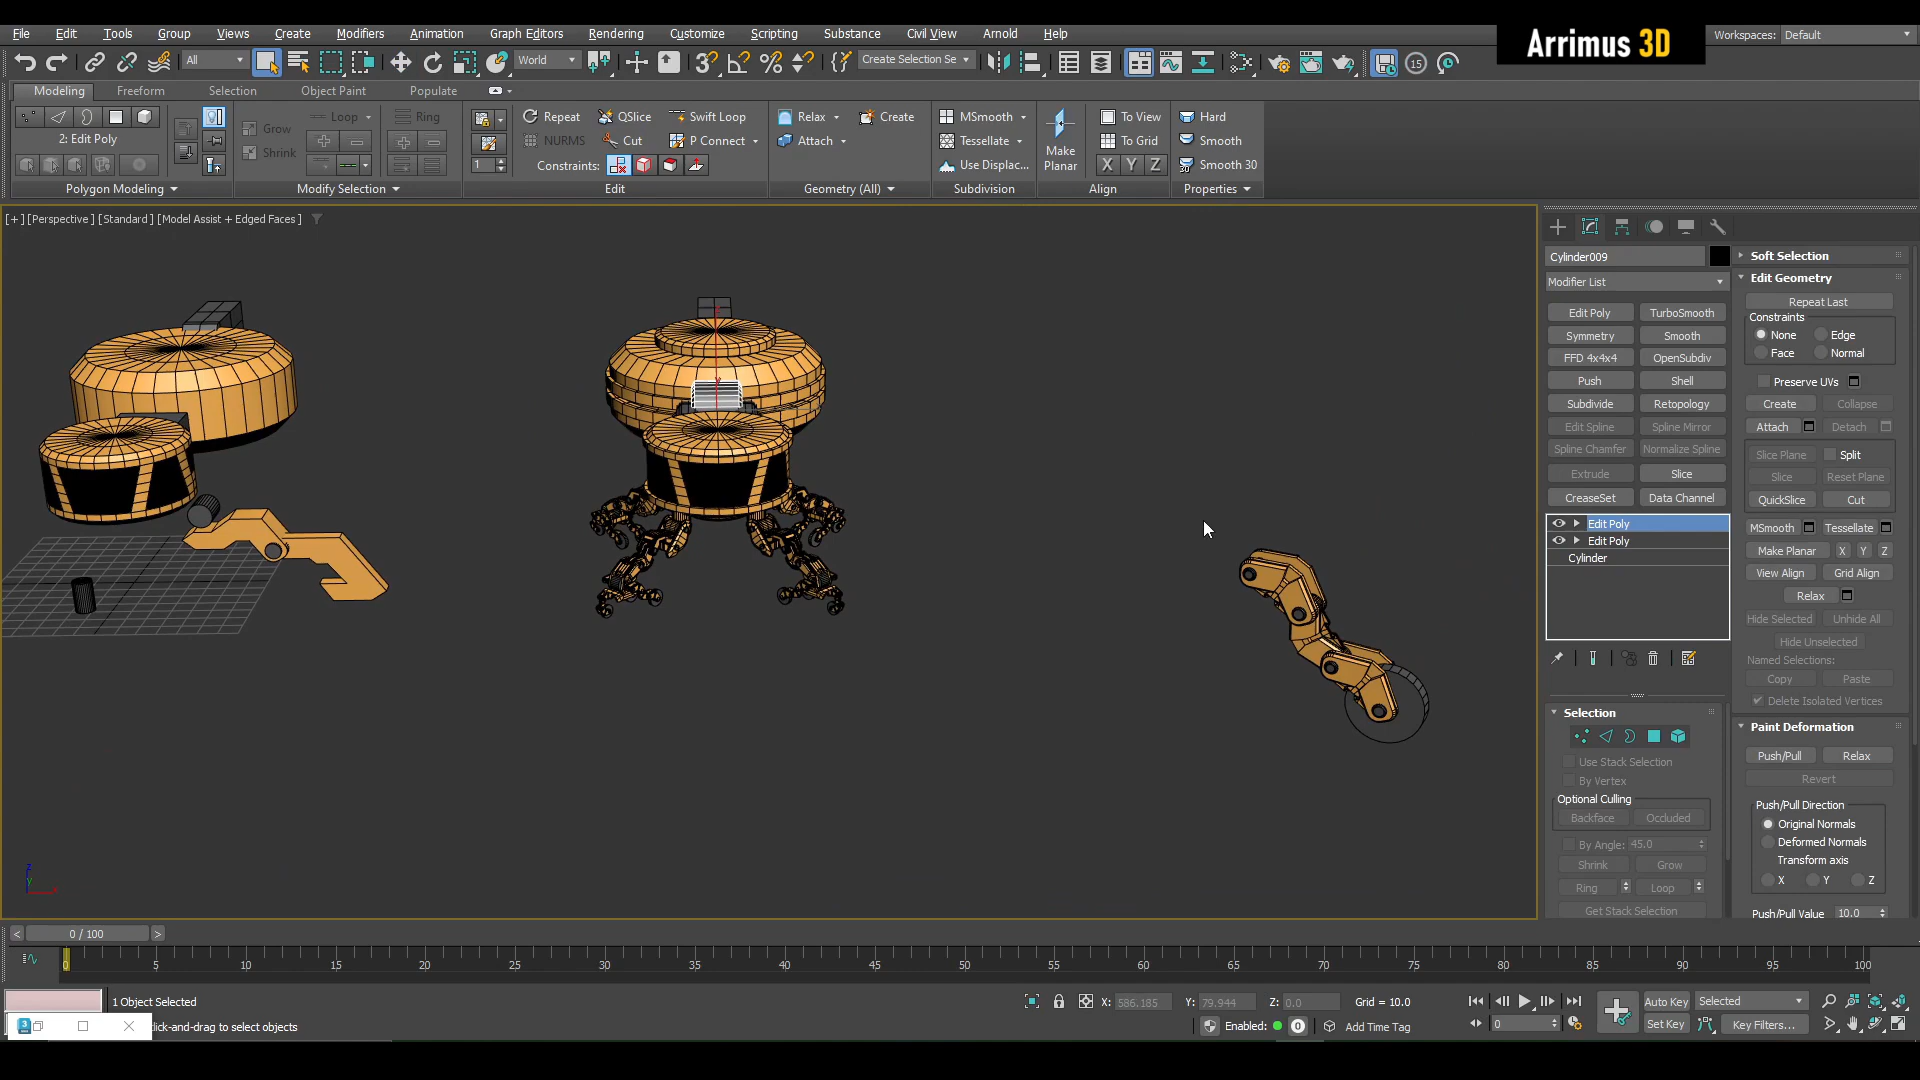 File Edit Tools Group Views Create Modifiers Animation Graph Editors Rendering Customize Scripting Substance Civil View Arnold Help
Arrimus 3D
Workspaces: Default
All World Create Selection Se 15
Modeling Freeform Selection Object Paint Populate
2: Edit Poly
Polygon Modeling
Grow Loop Ring
Shrink
Modify Selection
1
Repeat QSlice Swift Loop
NURMS Cut P Connect
Constraints:
Edit
Relax Create
Attach
Geometry (All)
MSmooth
Tessellate
Use Displac...
Subdivision
Make
Planar
To View
To Grid
X Y Z
Align
Hard
Smooth
Smooth 30
Properties
[+] [Perspective] [Standard] [Model Assist + Edged Faces]
Cylinder009
Modifier List
Edit Poly TurboSmooth
Symmetry Smooth
FFD 4x4x4 OpenSubdiv
Push Shell
Subdivide Retopology
Edit Spline Spline Mirror
Spline Chamfer Normalize Spline
Extrude Slice
CreaseSet Data Channel
Edit Poly
Edit Poly
Cylinder
Selection
Use Stack Selection
By Vertex
Optional Culling
Backface Occluded
By Angle: 45.0
Shrink Grow
Ring Loop
Get Stack Selection
Soft Selection
Edit Geometry
Repeat Last
Constraints
None Edge
Face Normal
Preserve UVs
Create Collapse
Attach Detach
Slice Plane Split
Slice Reset Plane
QuickSlice Cut
MSmooth Tessellate
Make Planar X Y Z
View Align Grid Align
Relax
Hide Selected Unhide All
Hide Unselected
Named Selections:
Copy Paste
Delete Isolated Vertices
Paint Deformation
Push/Pull Relax
Revert
Push/Pull Direction
Original Normals
Deformed Normals
Transform axis
X Y Z
Push/Pull Value 10.0
< 0 / 100 >
0 5 10 15 20 25 30 35 40 45 50 55 60 65 70 75 80 85 90 95 100
1 Object Selected
click-and-drag to select objects
X: 586.185 Y: 79.944 Z: 0.0 Grid = 10.0
Enabled: 0 Add Time Tag
0
Auto Key Selected
Set Key Key Filters...